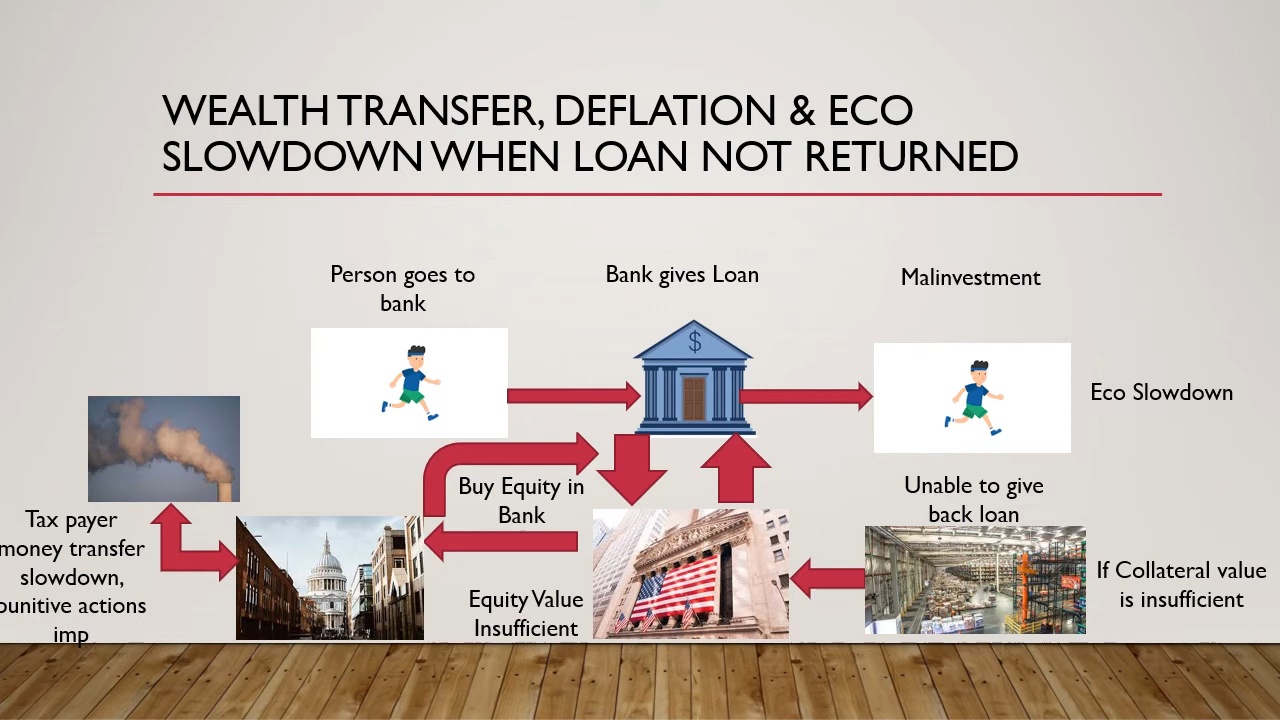 WEALTH TRANSFER, DEFLATION & ECO
SLOWDOWN WHEN LOAN NOT RETURNED
Person goes to
bank
Bank gives Loan
Malinvestment
$
Eco Slowdown
Buy Equity in
Bank
Unable to give
back loan
Tax payer
money transfer
slowdown,
punitive actions
imp
Equity Value
Insufficient
If Collateral value
is insufficient